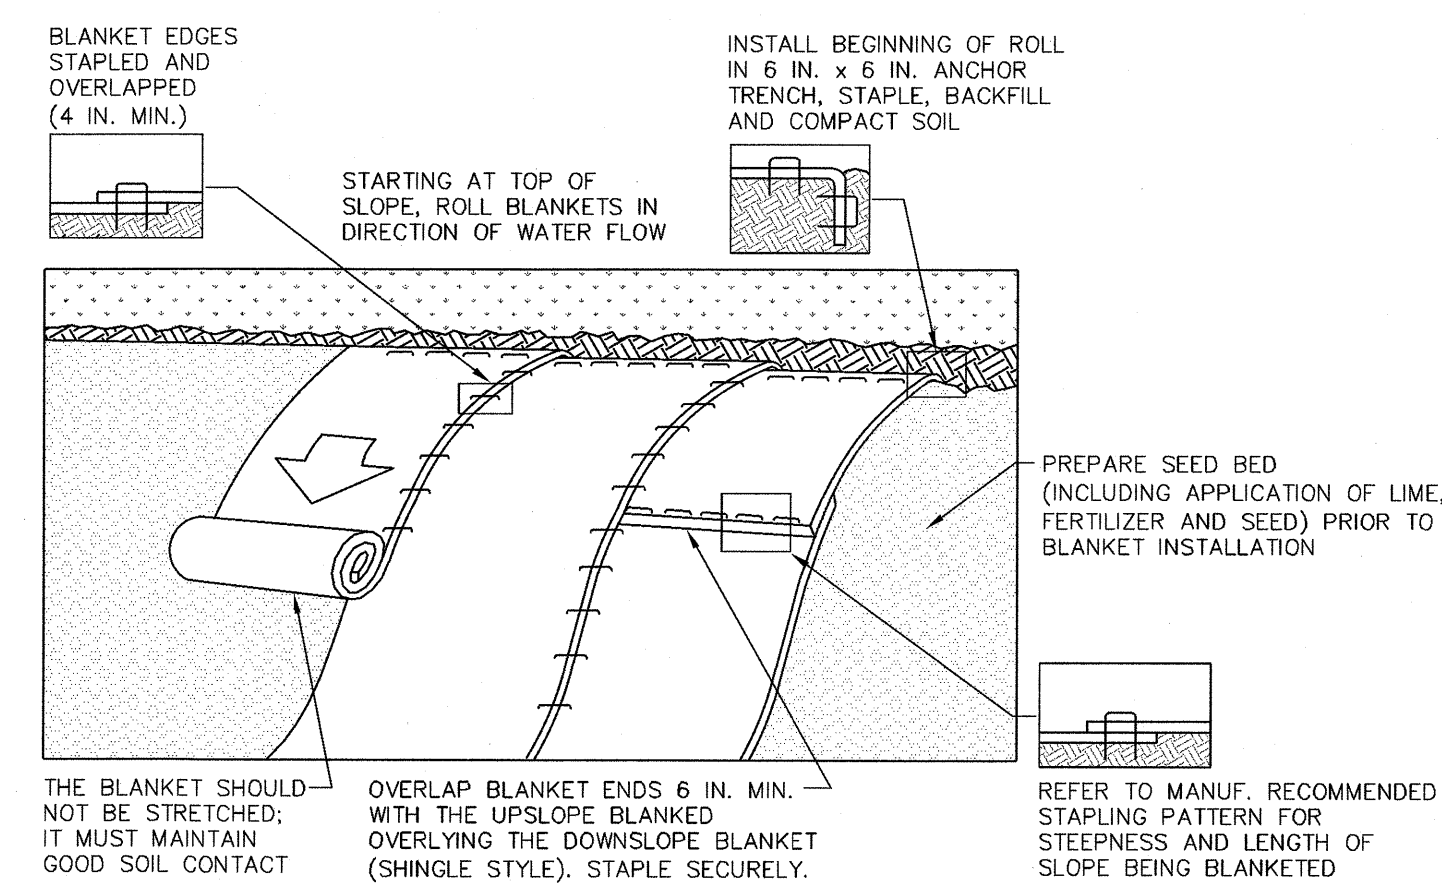 BLANKET EDGES
STAPLED AND
OVERLAPPED
(4 IN. MIN.)
INSTALL BEGINNING OF ROLL
IN 6 IN. x 6 IN. ANCHOR
TRENCH, STAPLE, BACKFILL
AND COMPACT SOIL
STARTING AT TOP OF
SLOPE, ROLL BLANKETS IN
DIRECTION OF WATER FLOW
PREPARE SEED BED
(INCLUDING APPLICATION OF LIME,
FERTILIZER AND SEED) PRIOR TO
BLANKET INSTALLATION
THE BLANKET SHOULD
NOT BE STRETCHED;
IT MUST MAINTAIN
GOOD SOIL CONTACT
OVERLAP BLANKET ENDS 6 IN. MIN.
WITH THE UPSLOPE BLANKED
OVERLYING THE DOWNSLOPE BLANKET
(SHINGLE STYLE). STAPLE SECURELY.
REFER TO MANUF. RECOMMENDED
STAPLING PATTERN FOR
STEEPNESS AND LENGTH OF
SLOPE BEING BLANKETED